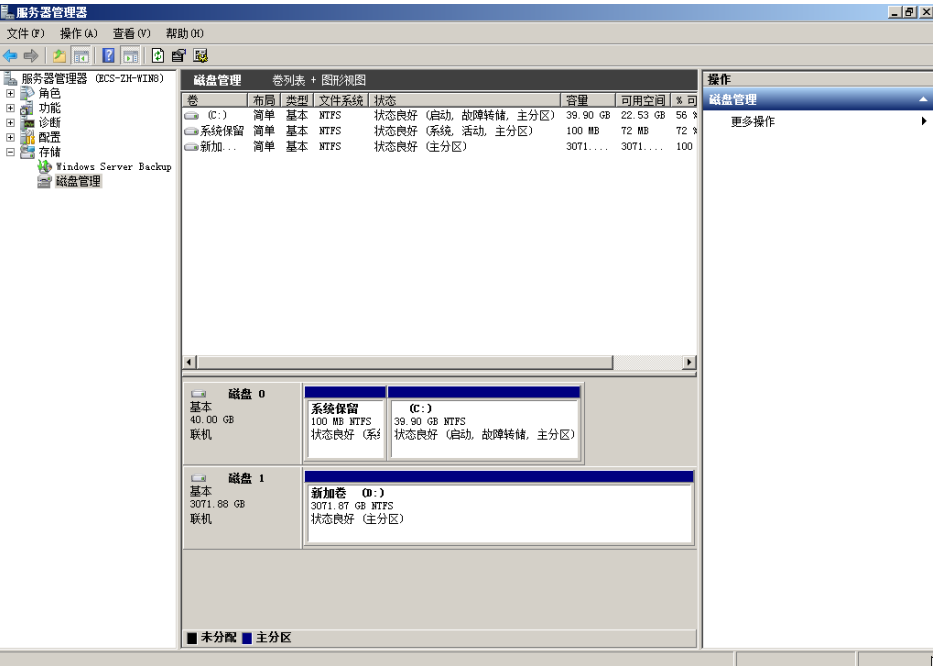 服务器管理器
文件(F) 操作(A) 查看(V) 帮助(H)
服务器管理器 (ECS-ZH-WIN8)
角色
功能
诊断
配置
存储
Windows Server Backup
磁盘管理
磁盘管理 卷列表 + 图形视图
卷 布局 类型 文件系统 状态 容量 可用空间 % 可
(C:) 简单 基本 NTFS 状态良好 (启动, 故障转储, 主分区) 39.90 GB 22.53 GB 56 %
系统保留 简单 基本 NTFS 状态良好 (系统, 活动, 主分区) 100 MB 72 MB 72 %
新加... 简单 基本 NTFS 状态良好 (主分区) 3071.... 3071.... 100
磁盘 0
基本
40.00 GB
联机
系统保留
100 MB NTFS
状态良好 (系统
(C:)
39.90 GB NTFS
状态良好 (启动, 故障转储, 主分区)
磁盘 1
基本
3071.88 GB
联机
新加卷 (D:)
3071.87 GB NTFS
状态良好 (主分区)
未分配 主分区
操作
磁盘管理
更多操作